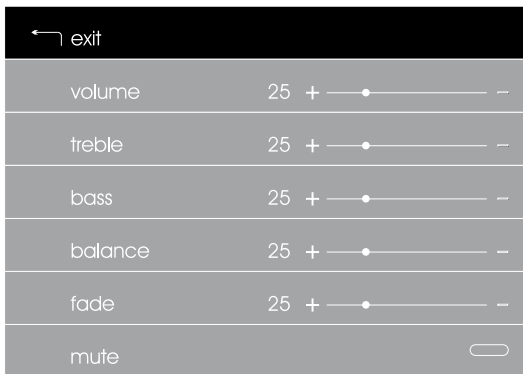 exit
volume 25 + -
treble 25 + -
bass 25 + -
balance 25 + -
fade 25 + -
mute